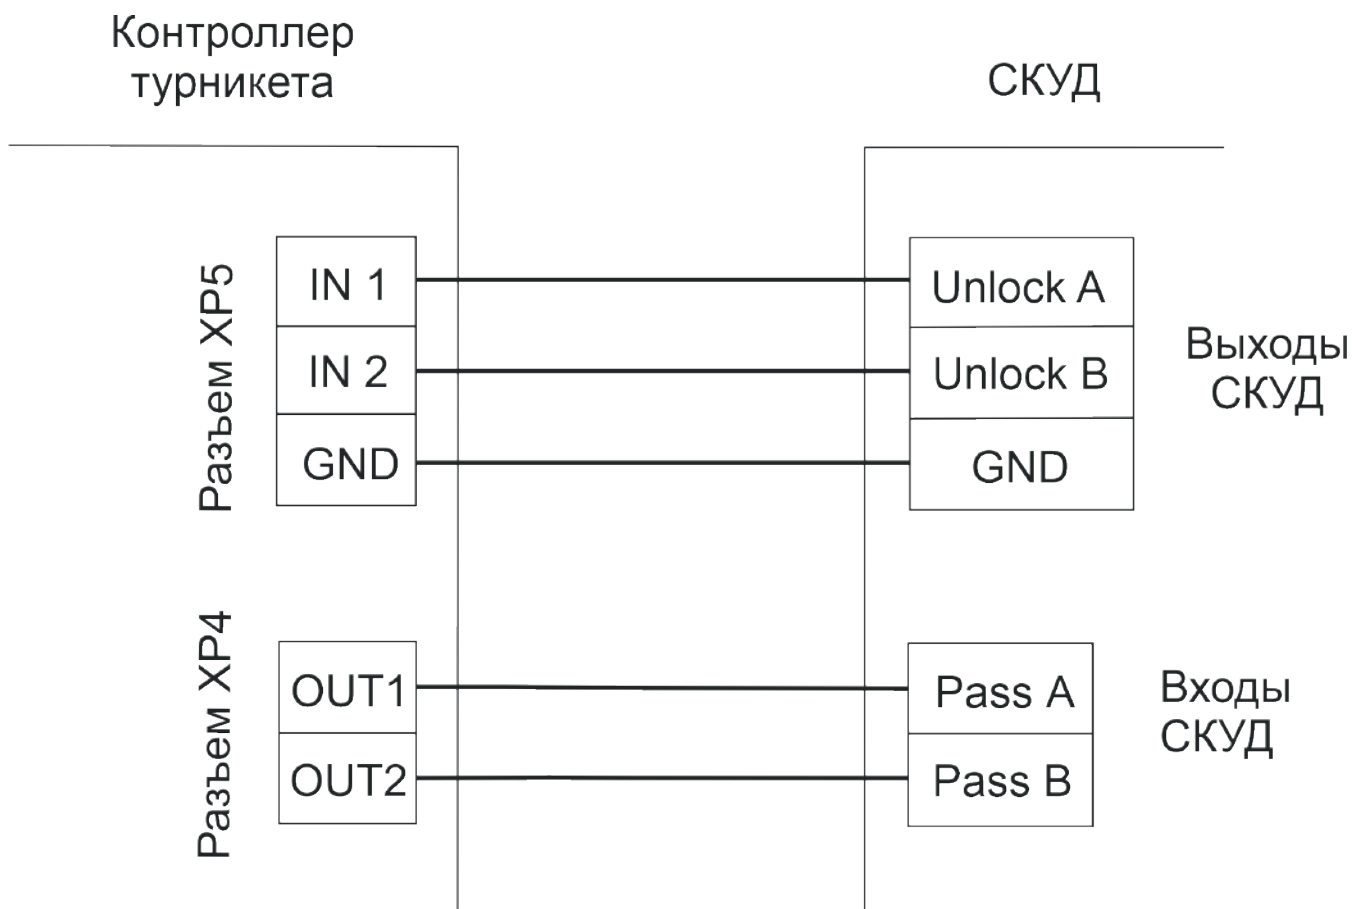 Контроллер
турникета
СКУД
Разъем XP5
IN 1
IN 2
GND
Unlock A
Unlock B
GND
Выходы
СКУД
Разъем XP4
OUT1
OUT2
Pass A
Pass B
Входы
СКУД